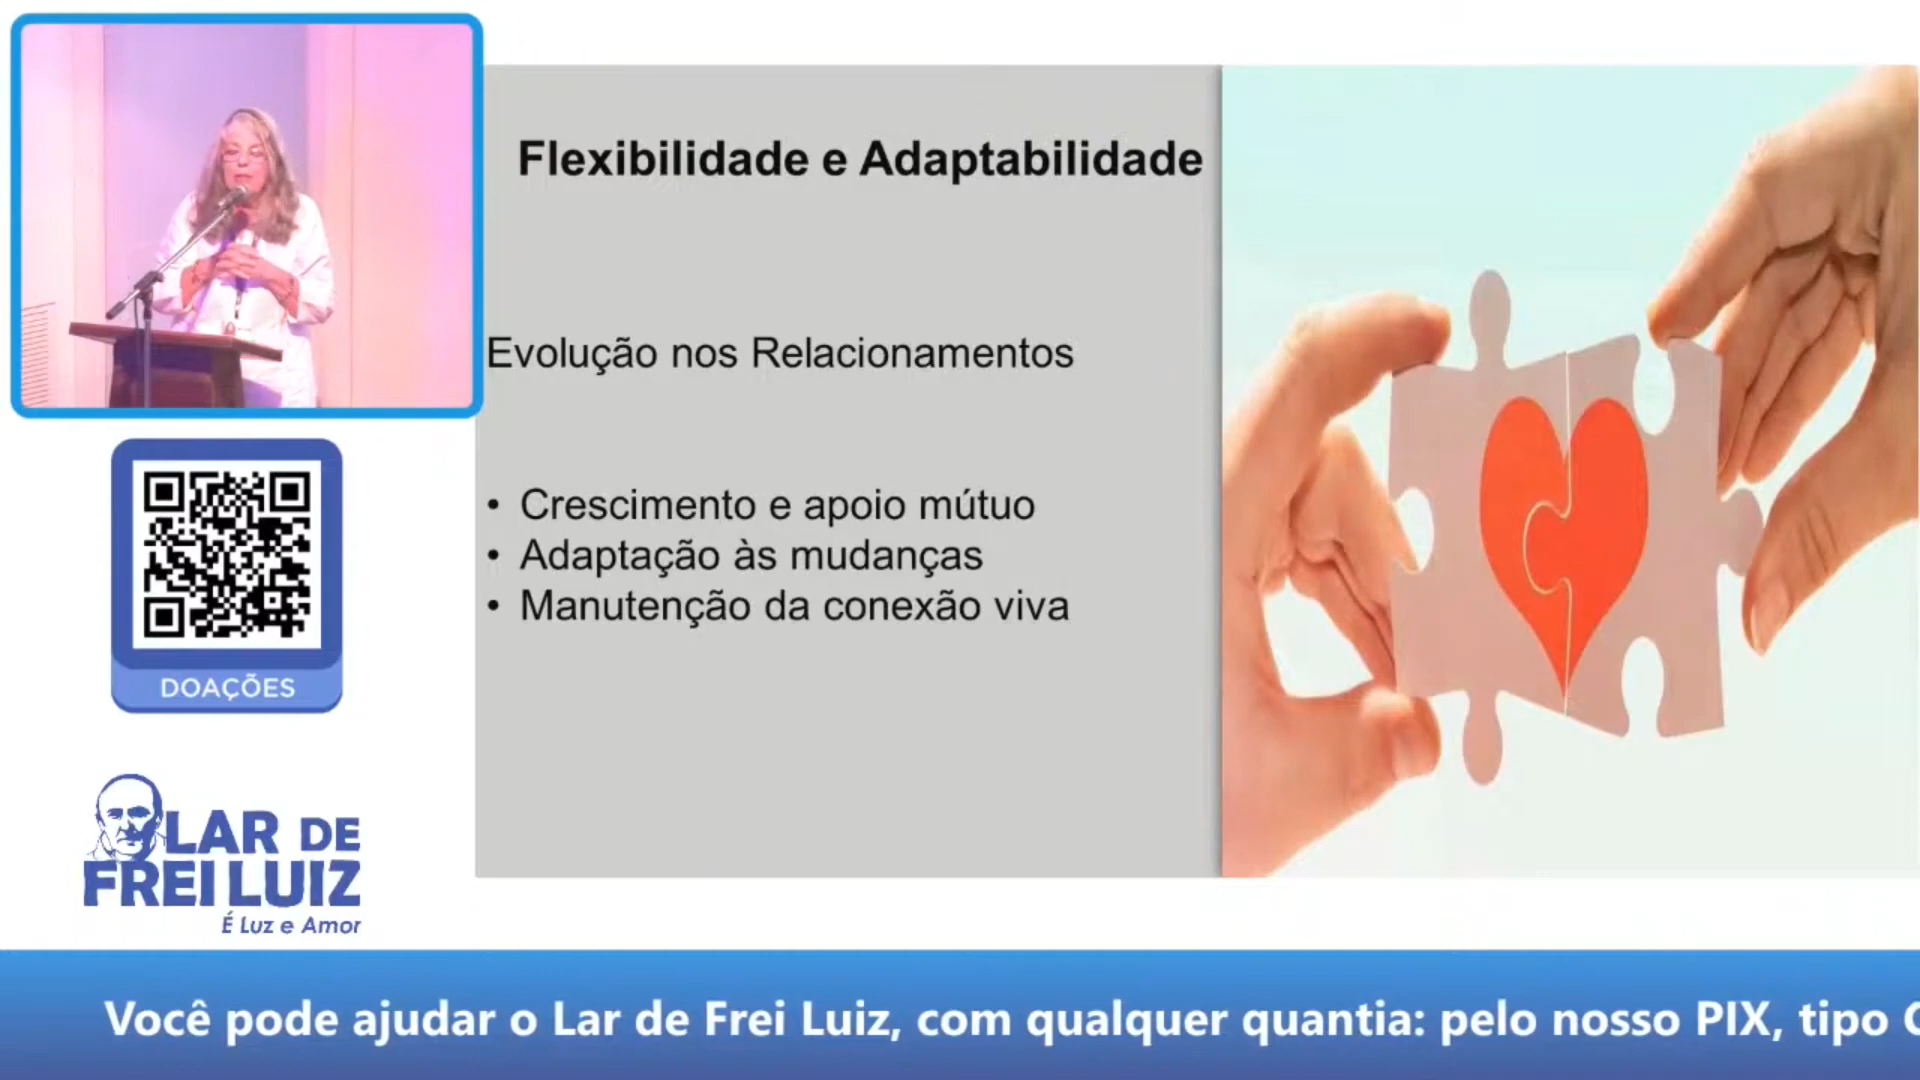 Flexibilidade e Adaptabilidade
Evolução nos Relacionamentos
• Crescimento e apoio mútuo
• Adaptação às mudanças
• Manutenção da conexão viva
DOAÇÕES
LAR DE
FREI LUIZ
É Luz e Amor
Você pode ajudar o Lar de Frei Luiz, com qualquer quantia: pelo nosso PIX, tipo